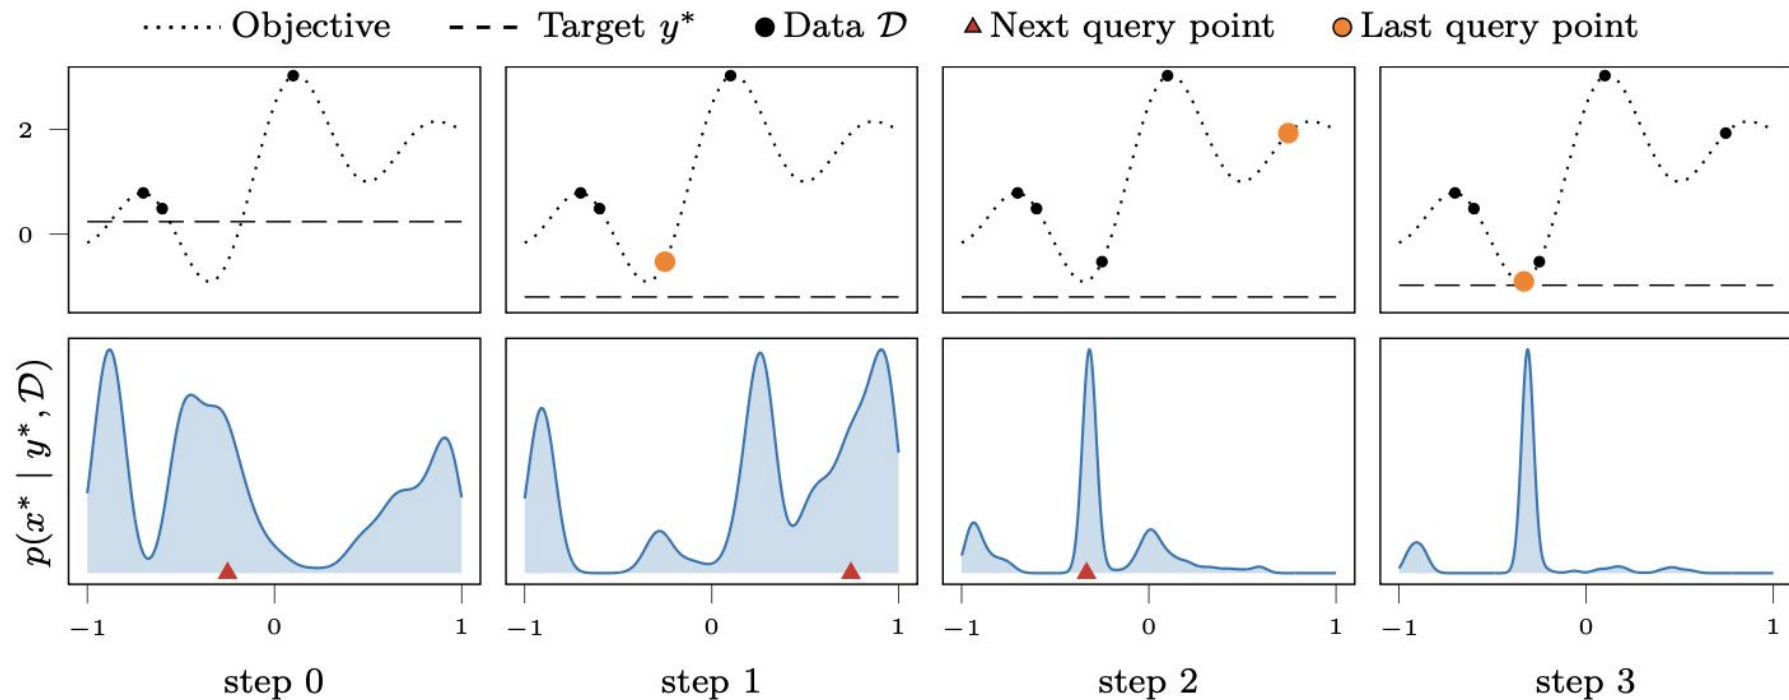 Objective Target y* Data 𝒟 Next query point Last query point
2
0
p(x* | y*, 𝒟)
−1 0 1 −1 0 1 −1 0 1 −1 0 1
step 0 step 1 step 2 step 3